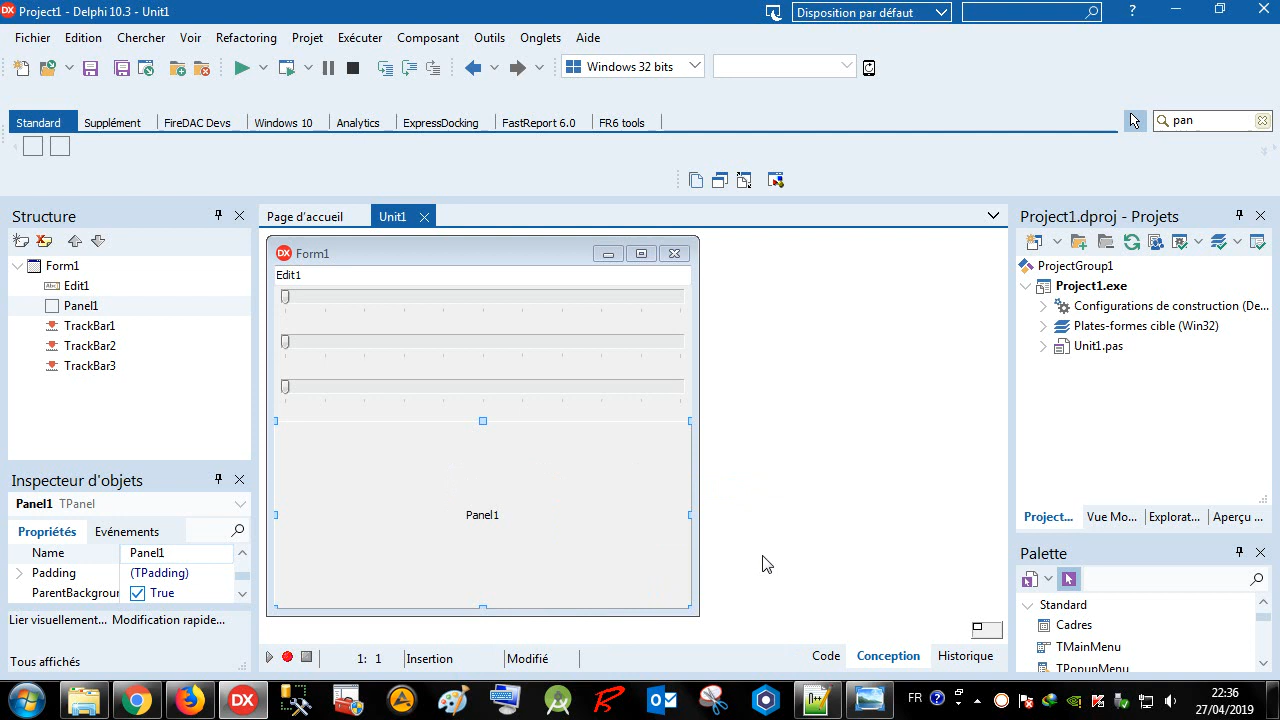 Project1 - Delphi 10.3 - Unit1
Disposition par défaut
Fichier Edition Chercher Voir Refactoring Projet Exécuter Composant Outils Onglets Aide
Windows 32 bits
Standard Supplément FireDAC Devs Windows 10 Analytics ExpressDocking FastReport 6.0 FR6 tools
pan
Structure
Form1
Edit1
Panel1
TrackBar1
TrackBar2
TrackBar3
Inspecteur d'objets
Panel1 TPanel
Propriétés Evénements
Name Panel1
Padding (TPadding)
ParentBackgrour True
Lier visuellement... Modification rapide...
Tous affichés
Page d'accueil Unit1
DX Form1
Edit1
Panel1
1: 1 Insertion Modifié
Code Conception Historique
Project1.dproj - Projets
ProjectGroup1
Project1.exe
Configurations de construction (De...
Plates-formes cible (Win32)
Unit1.pas
Project... Vue Mo... Explorat... Aperçu ...
Palette
Standard
Cadres
TMainMenu
TPopupMenu
DX
FR
22:36
27/04/2019